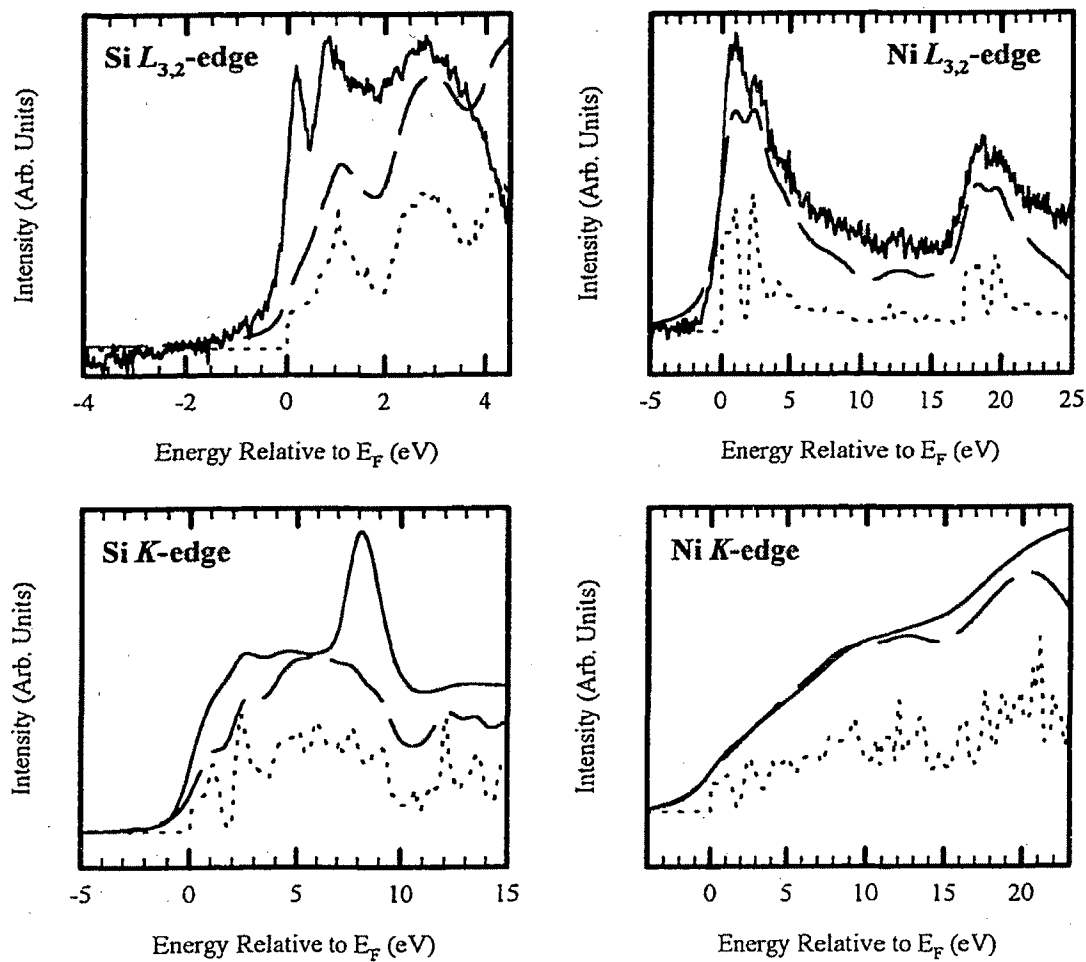 Si L3,2-edge
Intensity (Arb. Units)
-4 -2 0 2 4
Energy Relative to EF (eV)
Ni L3,2-edge
Intensity (Arb. Units)
-5 0 5 10 15 20 25
Energy Relative to EF (eV)
Si K-edge
Intensity (Arb. Units)
-5 0 5 10 15
Energy Relative to EF (eV)
Ni K-edge
Intensity (Arb. Units)
0 5 10 15 20
Energy Relative to EF (eV)